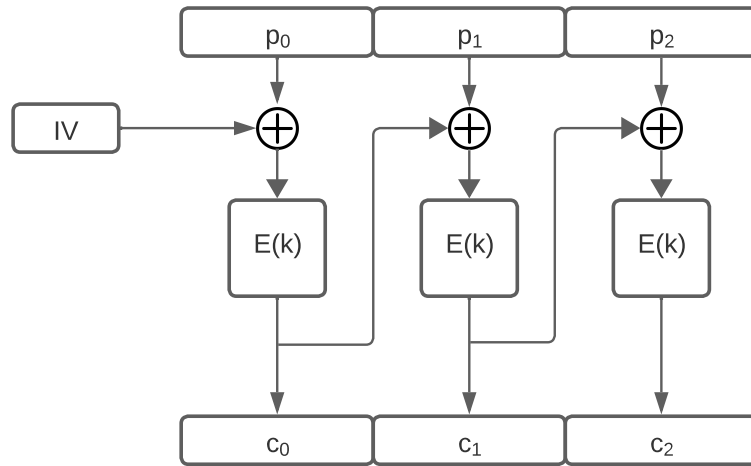 p₀ p₁ p₂
IV
E(k) E(k) E(k)
c₀ c₁ c₂